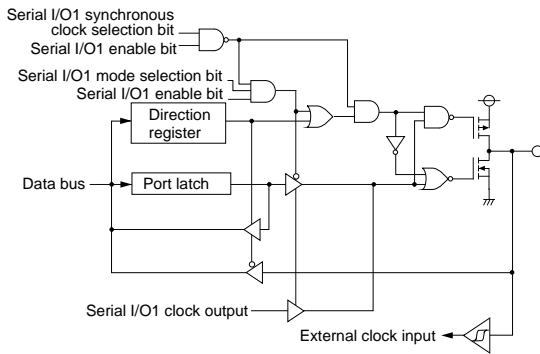 Serial I/O1 synchronous
clock selection bit
Serial I/O1 enable bit
Serial I/O1 mode selection bit
Serial I/O1 enable bit
Direction
register
Data bus
Port latch
Serial I/O1 clock output
External clock input